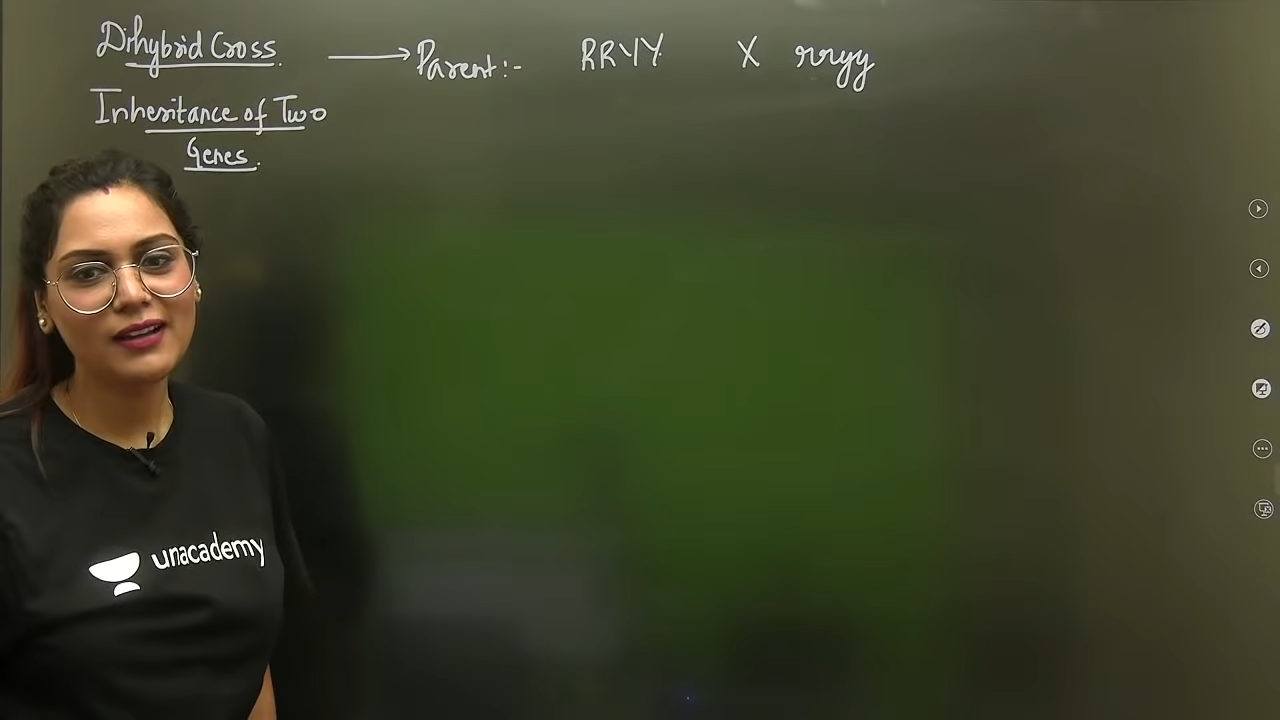 Dihybrid Cross. → Parent:- RRYY X rryy
Inheritance of Two
Genes.
unacademy